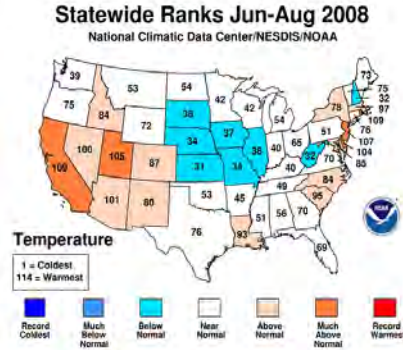 Statewide Ranks Jun-Aug 2008
National Climatic Data Center/NESDIS/NOAA
39
53
54
42
73
75
84
38
42
54
78
75
32
97
109
76
107
104
85
72
37
51
34
38
40
65
32
70
109
100
105
87
31
38
40
49
84
95
101
80
53
45
51
56
70
76
93
69
Temperature
1 = Coldest
114 = Warmest
NOAA
Record
Coldest
Much
Below
Normal
Below
Normal
Near
Normal
Above
Normal
Much
Above
Normal
Record
Warmest